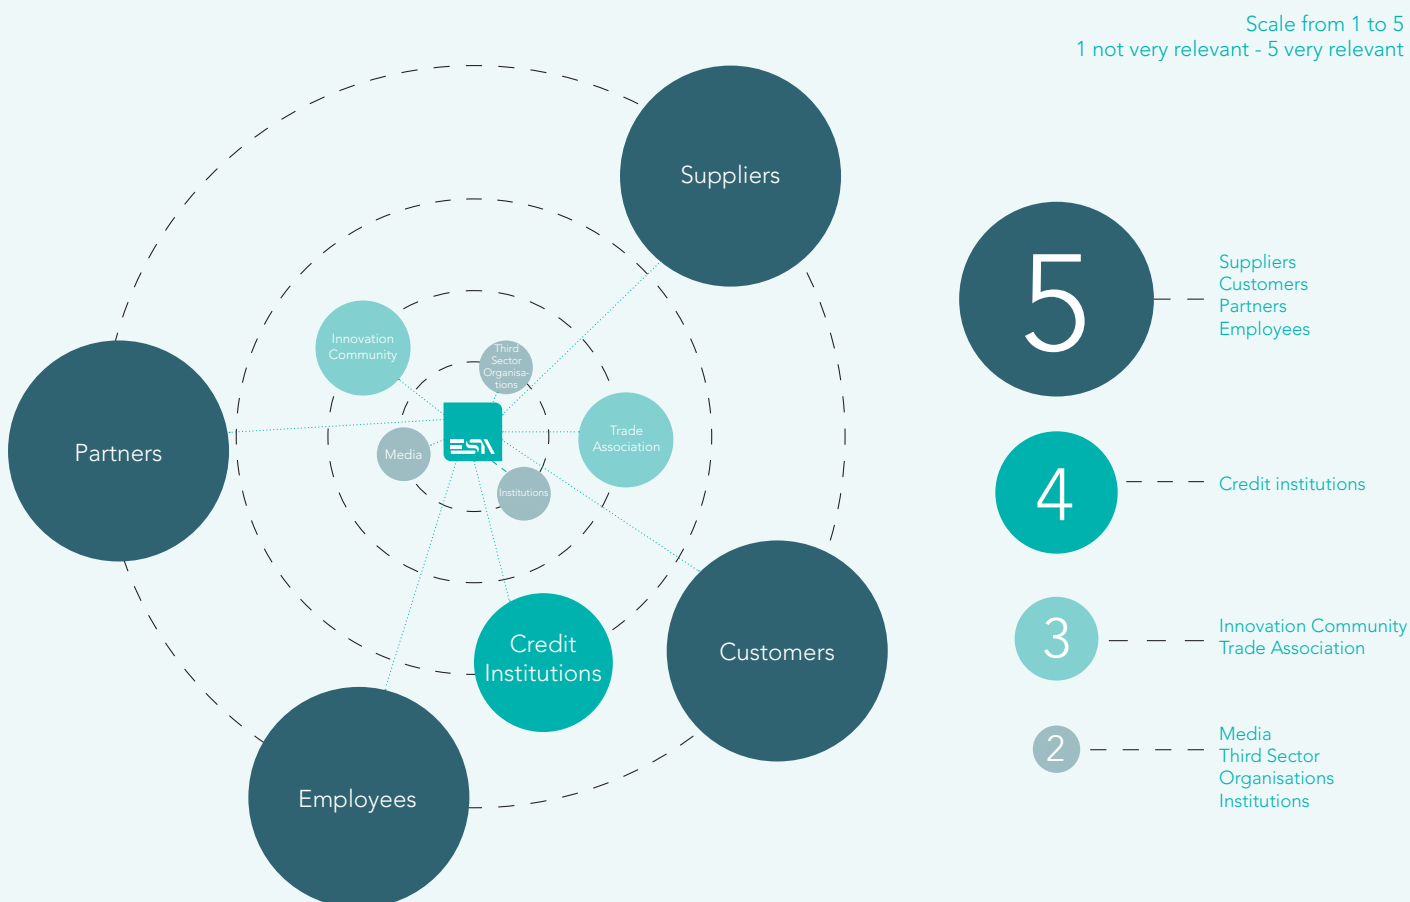 Scale from 1 to 5
1 not very relevant - 5 very relevant
Suppliers
Innovation
Community
Third
Sector
Organisa-
tions
Partners
ESA
Media
Trade
Association
Institutions
Credit
Institutions
Customers
Employees
5
Suppliers
Customers
Partners
Employees
4
Credit institutions
3
Innovation Community
Trade Association
2
Media
Third Sector
Organisations
Institutions